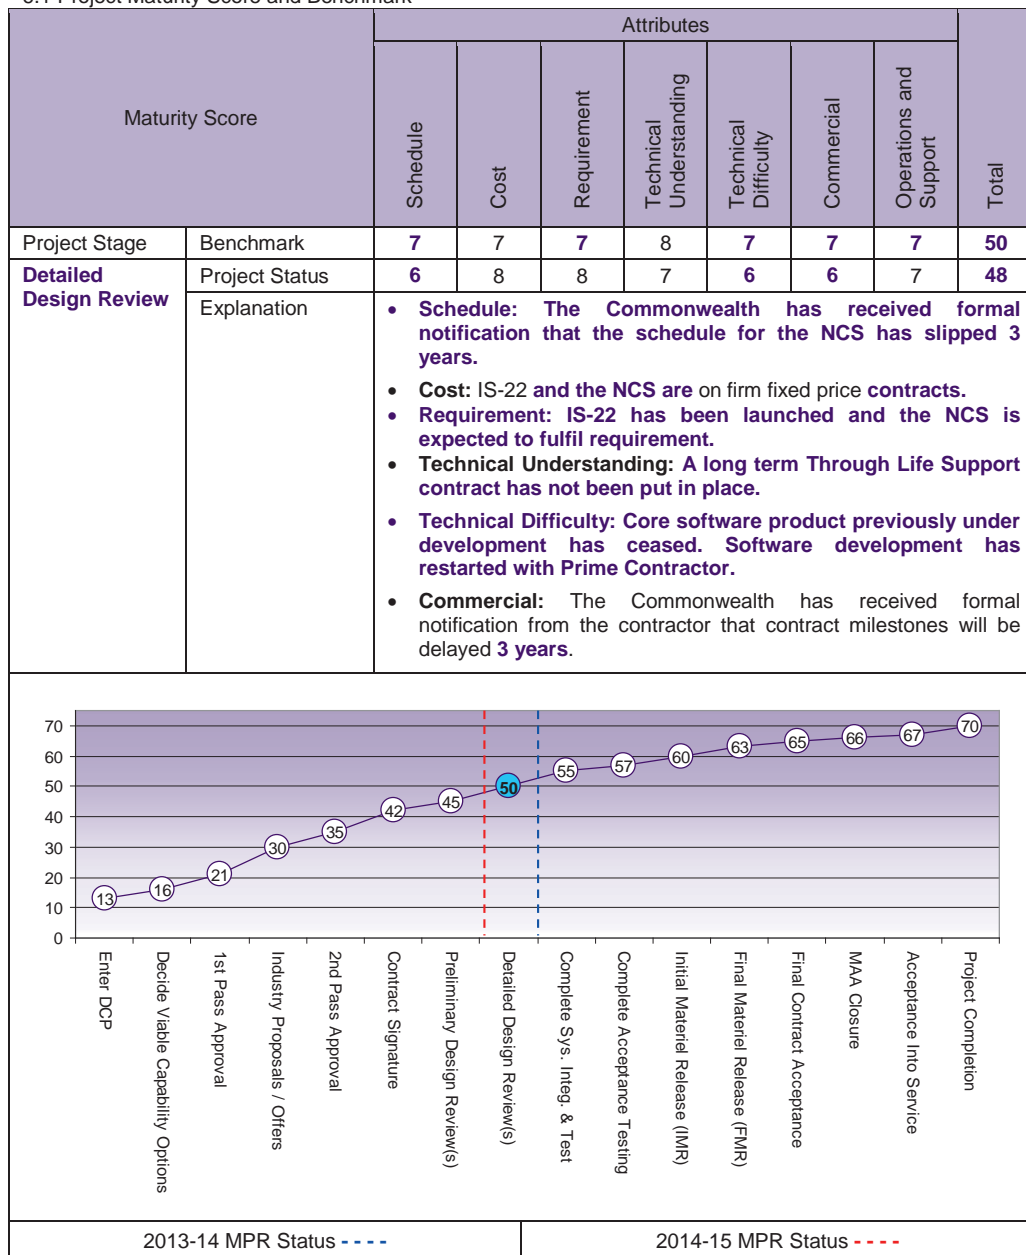 5.1 Project Maturity Score and Benchmark
Maturity Score
Attributes
Schedule
Cost
Requirement
Technical
Understanding
Technical
Difficulty
Commercial
Operations and
Support
Total
Project Stage Benchmark 7 7 7 8 7 7 7 50
Detailed
Design Review
Project Status 6 8 8 7 6 6 7 48
Explanation
• Schedule: The Commonwealth has received formal
notification that the schedule for the NCS has slipped 3
years.
• Cost: IS-22 and the NCS are on firm fixed price contracts.
• Requirement: IS-22 has been launched and the NCS is
expected to fulfil requirement.
• Technical Understanding: A long term Through Life Support
contract has not been put in place.
• Technical Difficulty: Core software product previously under
development has ceased. Software development has
restarted with Prime Contractor.
• Commercial: The Commonwealth has received formal
notification from the contractor that contract milestones will be
delayed 3 years.
70
60
50
40
30
20
10
0
13
16
21
30
35
42
45
50
55
57
60
63
65
66
67
70
Enter DCP
Decide Viable Capability Options
1st Pass Approval
Industry Proposals / Offers
2nd Pass Approval
Contract Signature
Preliminary Design Review(s)
Detailed Design Review(s)
Complete Sys. Integ. & Test
Complete Acceptance Testing
Initial Materiel Release (IMR)
Final Materiel Release (FMR)
Final Contract Acceptance
MAA Closure
Acceptance Into Service
Project Completion
2013-14 MPR Status - - - -
2014-15 MPR Status - - - -